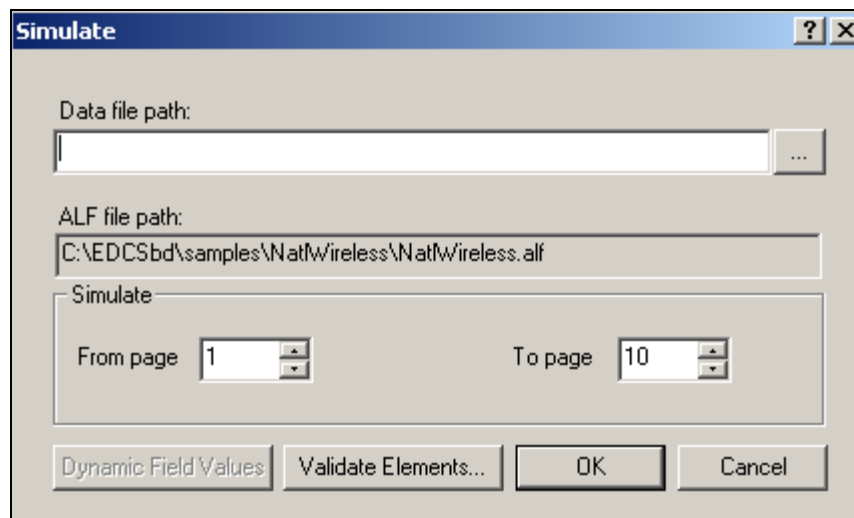 Simulate
Data file path:
...
ALF file path:
C:\EDCSbd\samples\NatlWireless\NatlWireless.alf
Simulate
From page 1 To page 10
Dynamic Field Values Validate Elements... OK Cancel